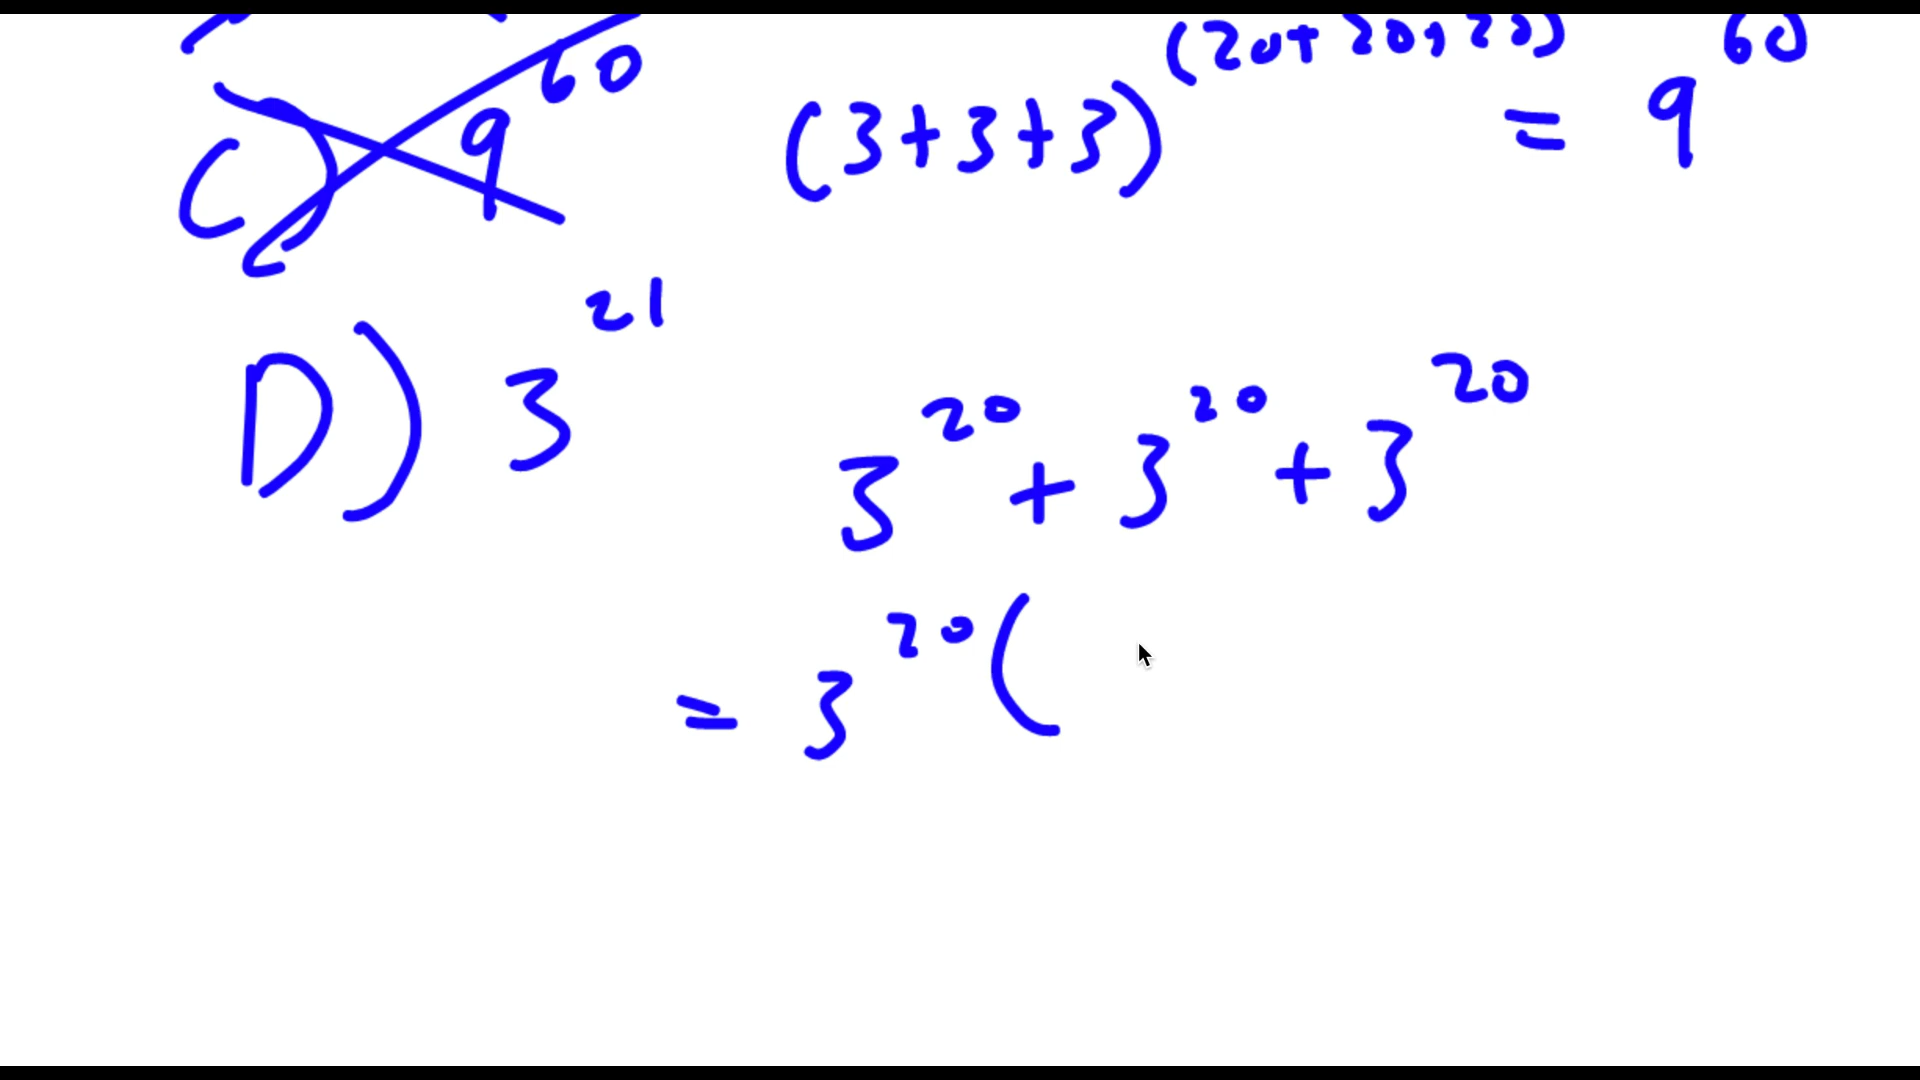 C) 9^60 (3+3+3)^(20+20+20) = 9^60
D) 3^21
3^20 + 3^20 + 3^20
= 3^20 (